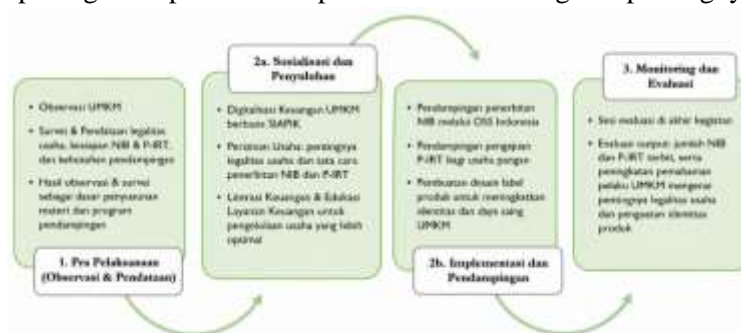 • Observasi UMKM
• Survei & Pendataan legalitas
usaha, kesiapan NIB & P-IRT,
dan kebutuhan pendampingan
• Hasil observasi & survei
sebagai dasar penyusunan
materi dan program
pendampingan
1. Pra Pelaksanaan
(Observasi & Pendataan)
2a. Sosialisasi dan
Penyuluhan
• Digitalisasi Keuangan UMKM
berbasis SIAPIK
• Perizinan Usaha: pentingnya
legalitas usaha dan tata cara
penerbitan NIB dan P-IRT
• Literasi Keuangan & Edukasi
Layanan Keuangan untuk
pengelolaan usaha yang lebih
optimal
• Pendampingan penerbitan
NIB melalui OSS Indonesia
• Pendampingan pengajuan
P-IRT bagi usaha pangan
• Pembuatan desain label
produk untuk meningkatkan
identitas dan daya saing
UMKM
2b. Implementasi dan
Pendampingan
3. Monitoring dan
Evaluasi
• Sesi evaluasi di akhir kegiatan
• Evaluasi output: jumlah NIB
dan P-IRT terbit, serta
peningkatan pemahaman
pelaku UMKM mengenai
pentingnya legalitas usaha
dan penguatan identitas
produk